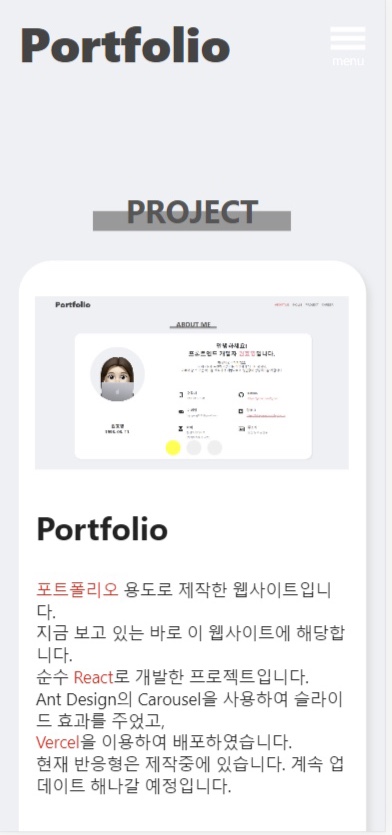 Portfolio
menu
PROJECT
Portfolio
ABOUT ME
안녕하세요!
Portfolio
포트폴리오 용도로 제작한 웹사이트입니
다.
지금 보고 있는 바로 이 웹사이트에 해당합
니다.
순수 React로 개발한 프로젝트입니다.
Ant Design의 Carousel을 사용하여 슬라이
드 효과를 주었고,
Vercel을 이용하여 배포하였습니다.
현재 반응형은 제작중에 있습니다. 계속 업
데이트 해나갈 예정입니다.